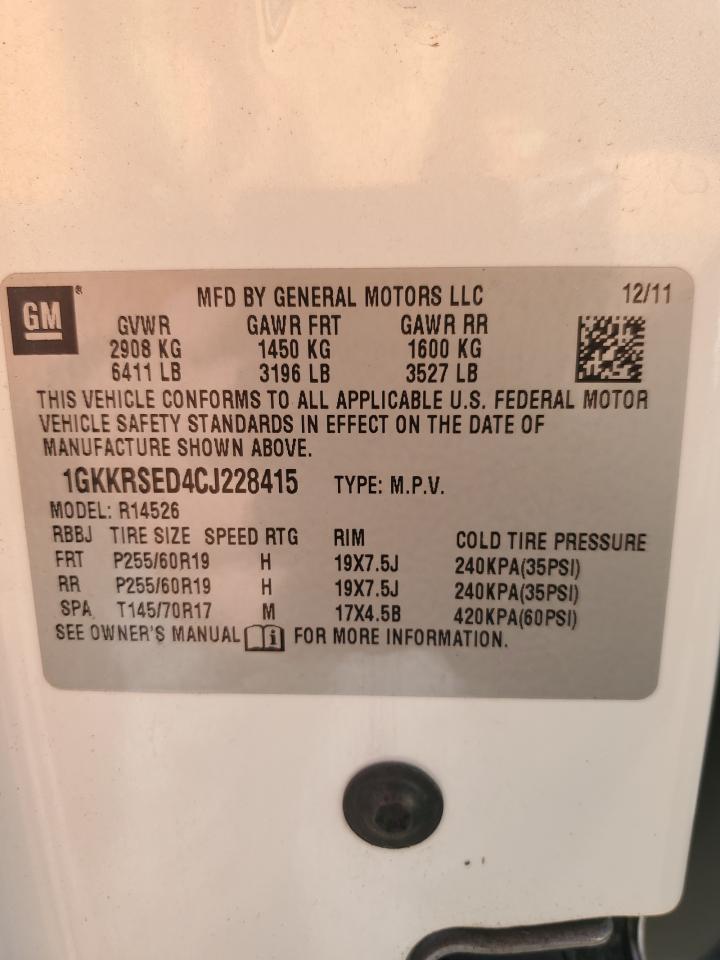 GM® MFD BY GENERAL MOTORS LLC 12/11
GVWR GAWR FRT GAWR RR
2908 KG 1450 KG 1600 KG
6411 LB 3196 LB 3527 LB
THIS VEHICLE CONFORMS TO ALL APPLICABLE U.S. FEDERAL MOTOR
VEHICLE SAFETY STANDARDS IN EFFECT ON THE DATE OF
MANUFACTURE SHOWN ABOVE.
1GKKRSED4CJ228415 TYPE: M.P.V.
MODEL: R14526
RBBJ TIRE SIZE SPEED RTG RIM COLD TIRE PRESSURE
FRT P255/60R19 H 19X7.5J 240KPA(35PSI)
RR P255/60R19 H 19X7.5J 240KPA(35PSI)
SPA T145/70R17 M 17X4.5B 420KPA(60PSI)
SEE OWNER'S MANUAL i FOR MORE INFORMATION.